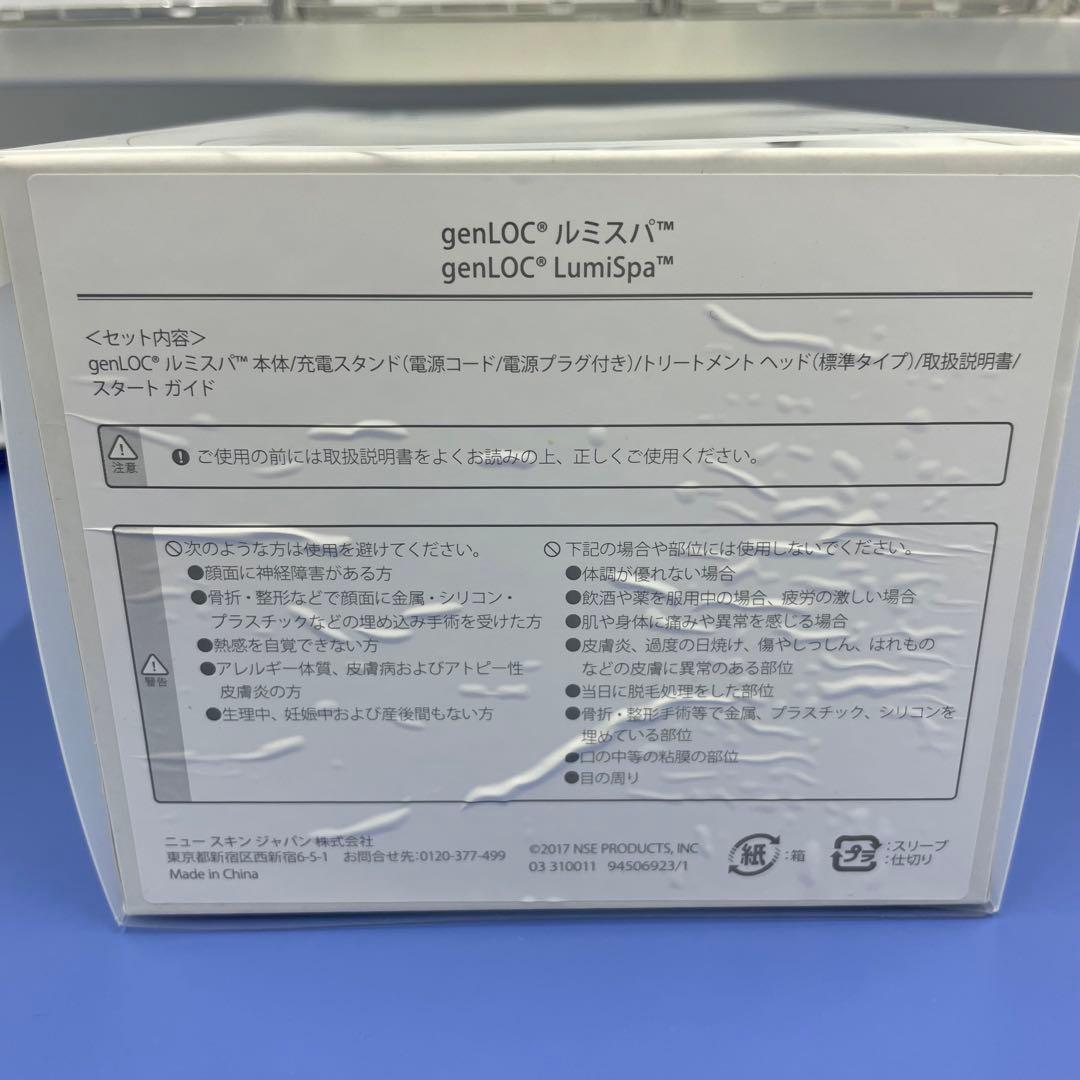 genLOC® ルミスパ™
genLOC® LumiSpa™
＜セット内容＞
genLOC® ルミスパ™ 本体/充電スタンド（電源コード/電源プラグ付き）/トリートメント ヘッド（標準タイプ）/取扱説明書/
スタート ガイド
注意
ご使用の前には取扱説明書をよくお読みの上、正しくご使用ください。
警告
次のような方は使用を避けてください。
●顔面に神経障害がある方
●骨折・整形などで顔面に金属・シリコン・
プラスチックなどの埋め込み手術を受けた方
●熱感を自覚できない方
●アレルギー体質、皮膚病およびアトピー性
皮膚炎の方
●生理中、妊娠中および産後間もない方
下記の場合や部位には使用しないでください。
●体調が優れない場合
●飲酒や薬を服用中の場合、疲労の激しい場合
●肌や身体に痛みや異常を感じる場合
●皮膚炎、過度の日焼け、傷やしっしん、はれもの
などの皮膚に異常のある部位
●当日に脱毛処理をした部位
●骨折・整形手術等で金属、プラスチック、シリコンを
埋めている部位
●口の中等の粘膜の部位
●目の周り
ニュー スキン ジャパン 株式会社
東京都新宿区西新宿6-5-1 お問合せ先：0120-377-499
Made in China
©2017 NSE PRODUCTS, INC
03 310011 94506923/1
紙：箱
プラ：スリーブ
：仕切り